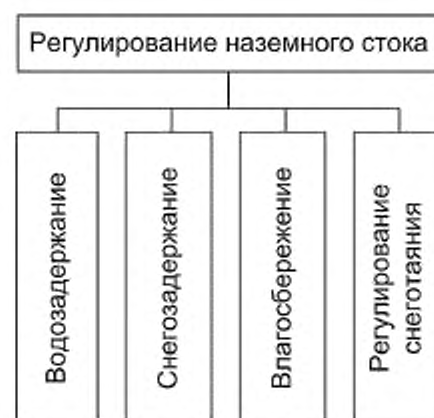 Регулирование наземного стока
Водозадержание
Снегозадержание
Влагосбережение
Регулирование
снеготаяния